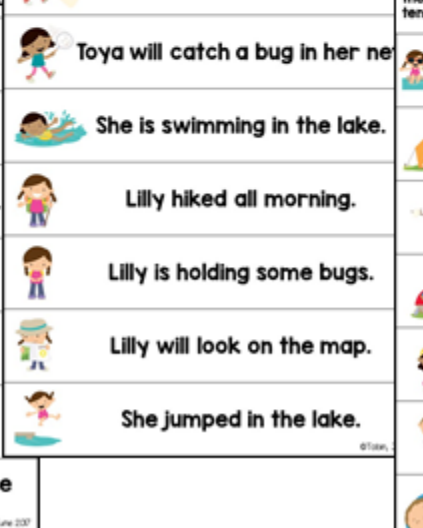 Toya will catch a bug in her
She is swimming in the lake.
Lilly hiked all morning.
Lilly is holding some bugs.
Lilly will look on the map.
She jumped in the lake.